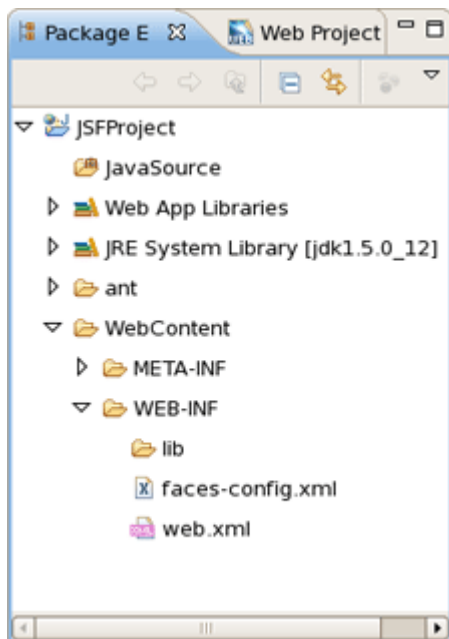 Package E Web Project
JSFProject
JavaSource
Web App Libraries
JRE System Library [jdk1.5.0_12]
ant
WebContent
META-INF
WEB-INF
lib
faces-config.xml
web.xml